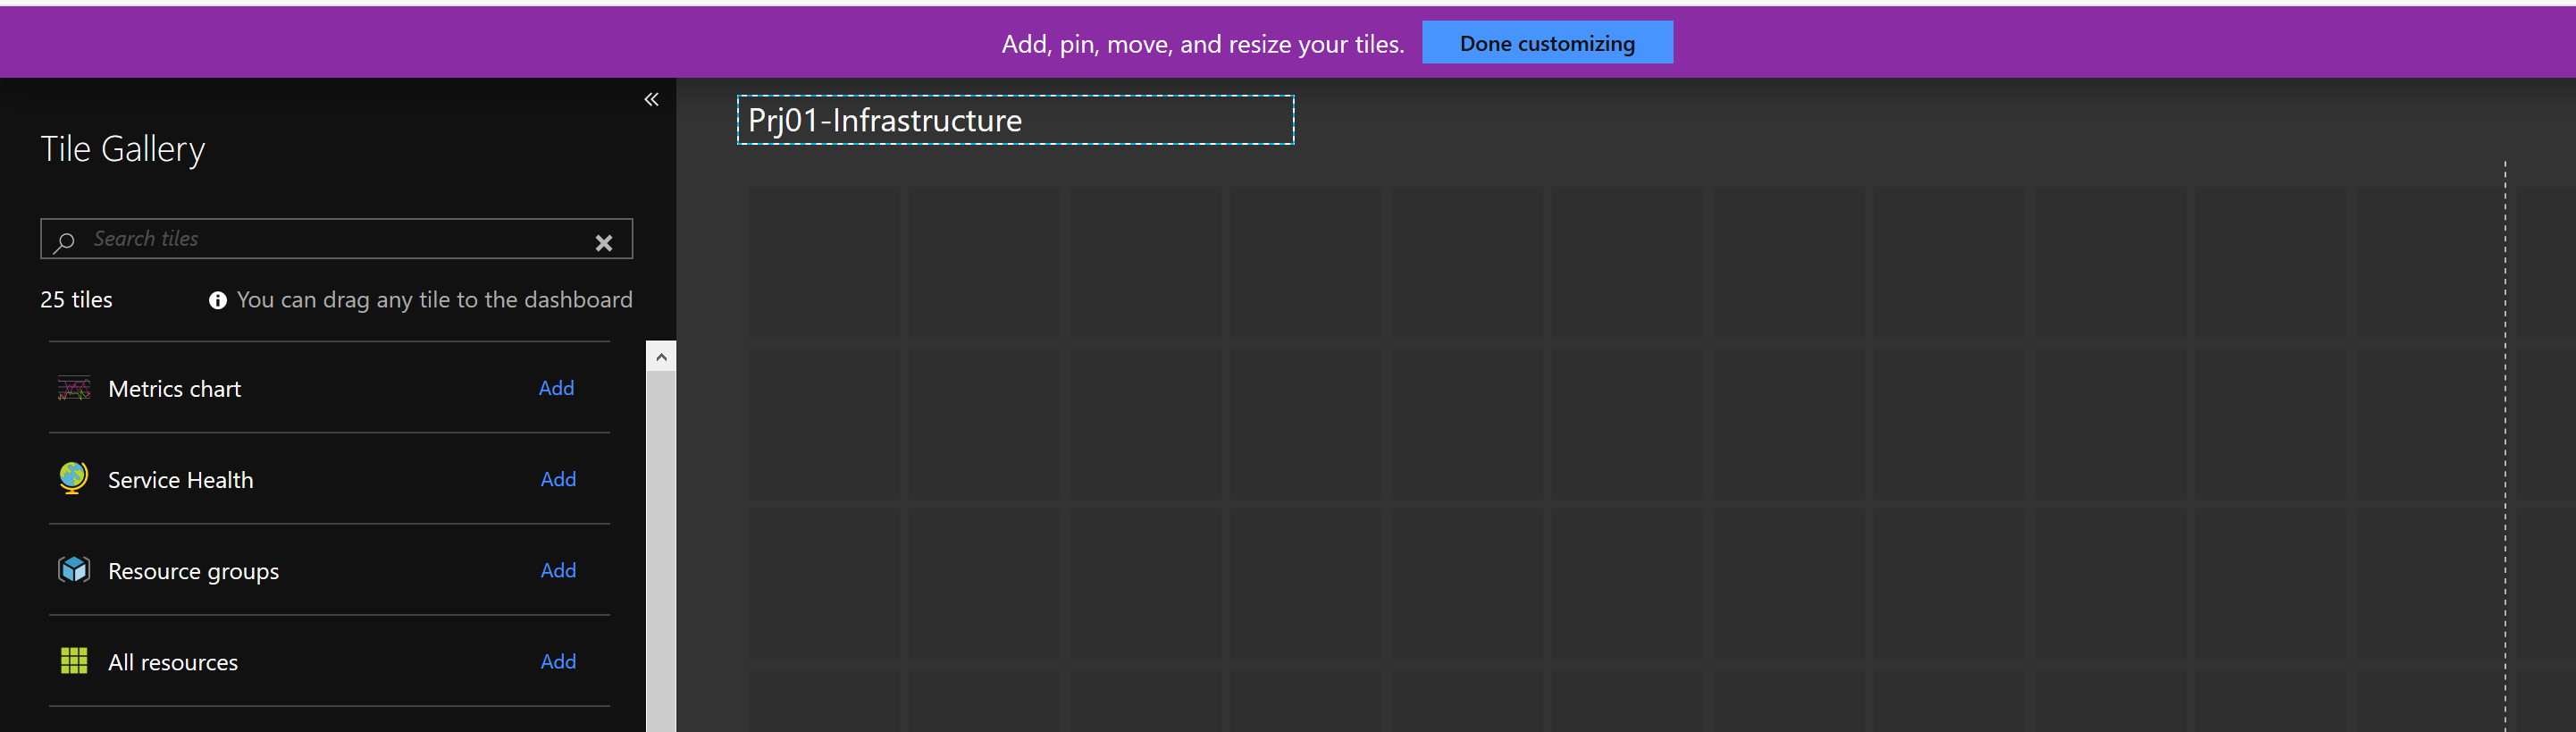 Add, pin, move, and resize your tiles. Done customizing
Prj01-Infrastructure
Tile Gallery
Search tiles
25 tiles You can drag any tile to the dashboard
Metrics chart Add
Service Health Add
Resource groups Add
All resources Add